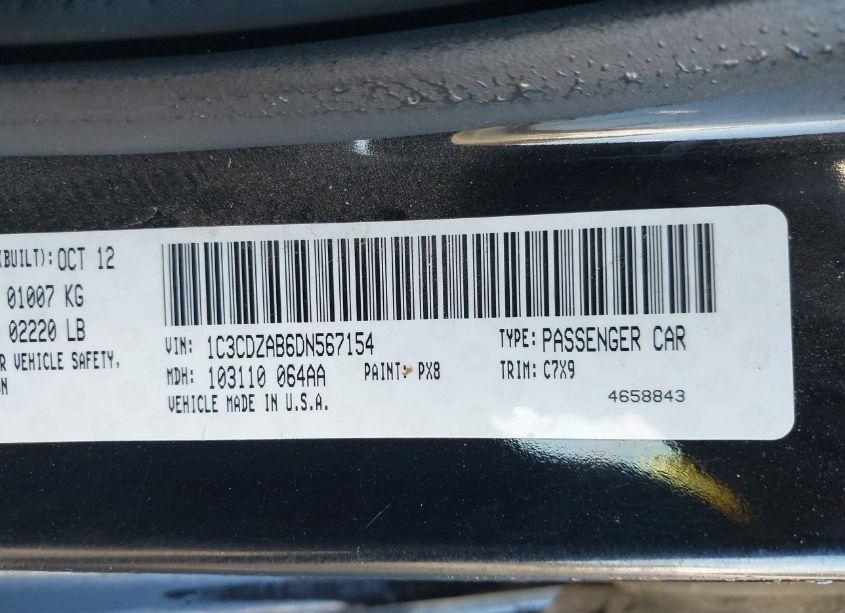 (BUILT): OCT 12
01007 KG
02220 LB
R VEHICLE SAFETY,
ON
VIN: 1C3CDZAB6DN567154 TYPE: PASSENGER CAR
MDH: 103110 064AA PAINT: PX8 TRIM: C7X9
VEHICLE MADE IN U.S.A. 4658843